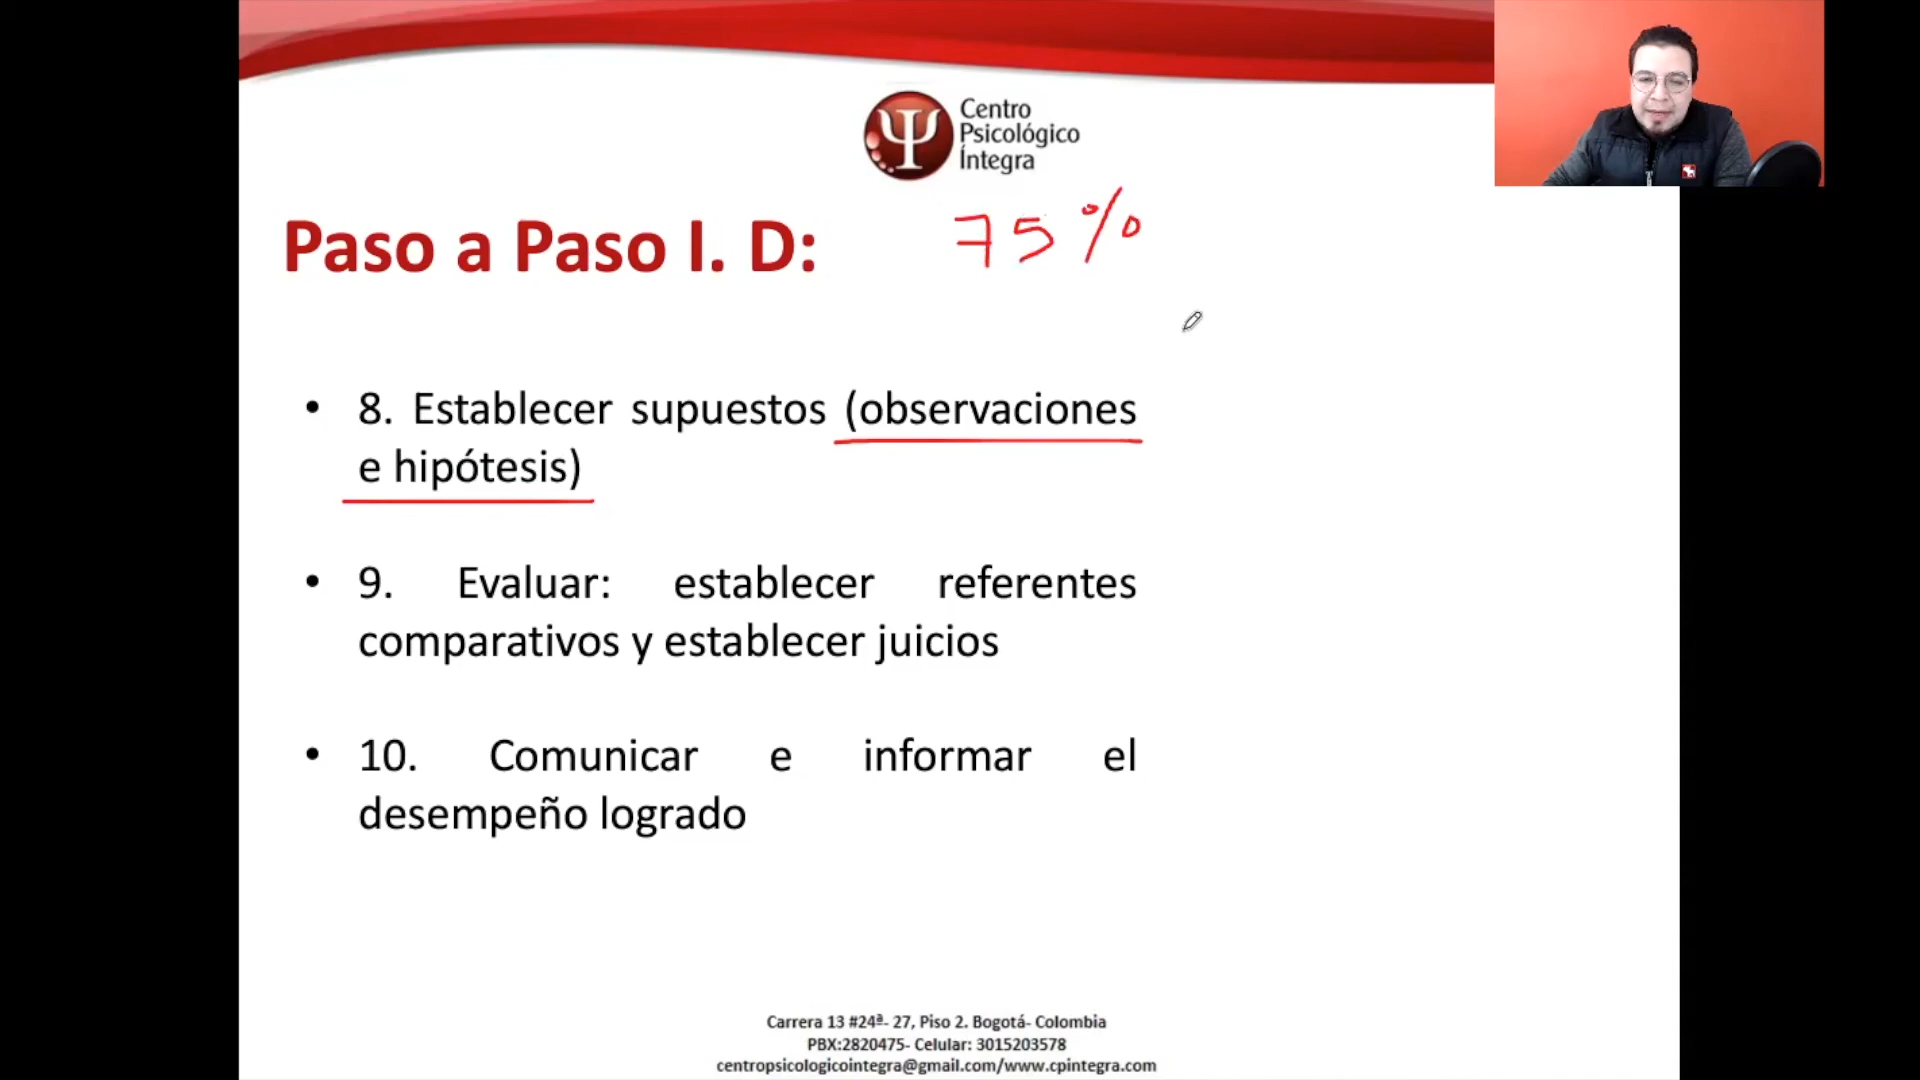 Centro
Psicológico
Íntegra
Paso a Paso I. D:
75%
• 8. Establecer supuestos (observaciones
e hipótesis)
• 9. Evaluar: establecer referentes
comparativos y establecer juicios
• 10. Comunicar e informar el
desempeño logrado
Carrera 13 #24ª- 27, Piso 2. Bogotá- Colombia
PBX:2820475- Celular: 3015203578
centropsicologicointegra@gmail.com/www.cpintegra.com